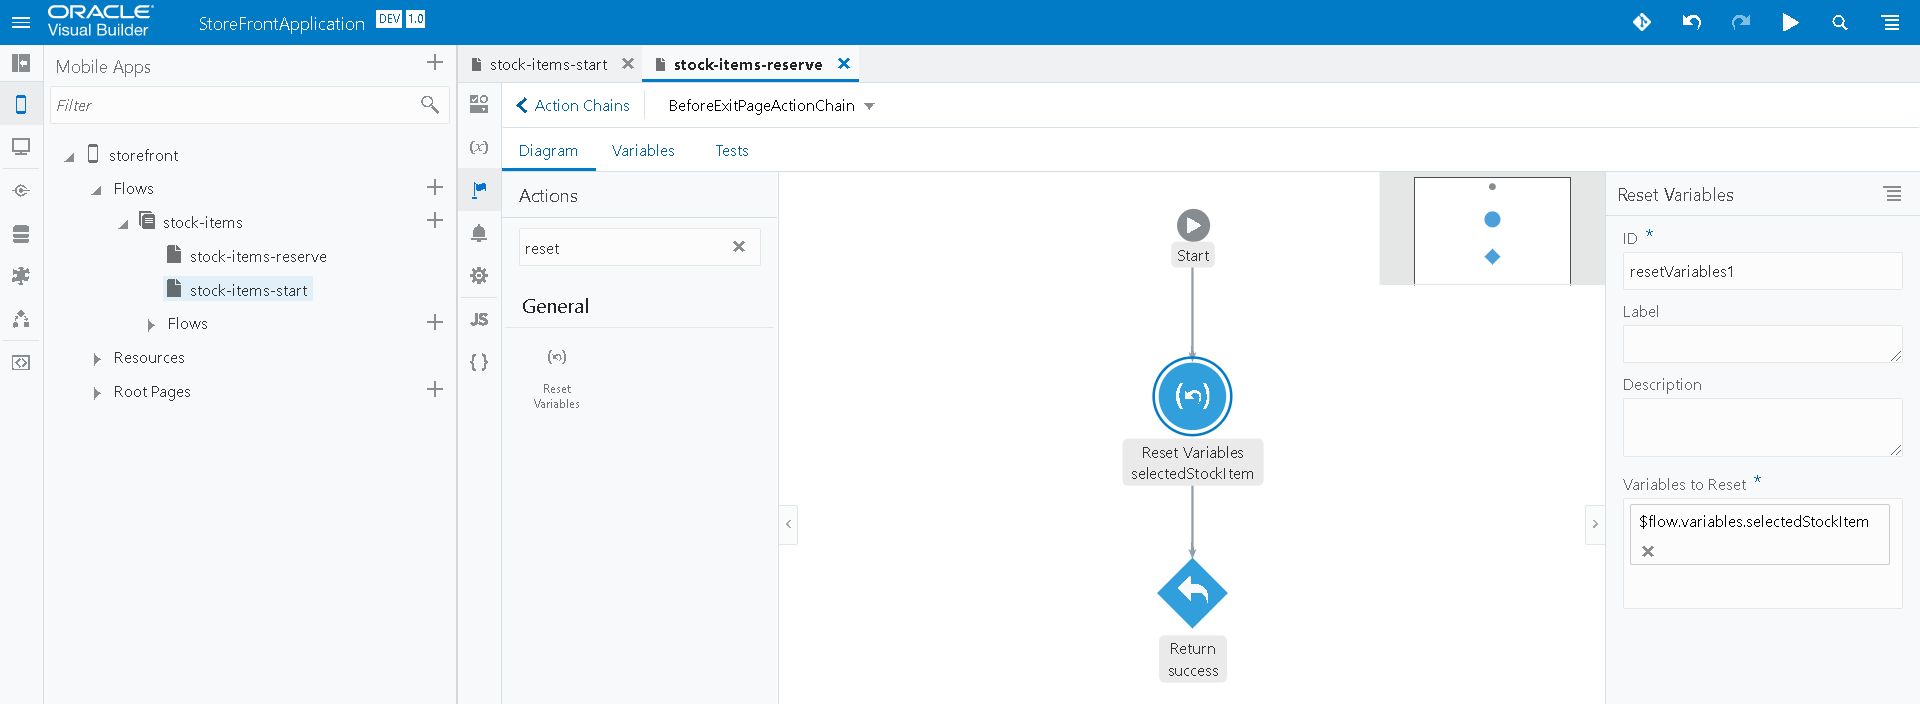 ORACLE
Visual Builder
StoreFrontApplication DEV 1.0
Mobile Apps
Filter
storefront
Flows
stock-items
stock-items-reserve
stock-items-start
Flows
Resources
Root Pages
stock-items-start
stock-items-reserve
(x)
JS
{ }
Action Chains
BeforeExitPageActionChain
Diagram Variables Tests
Actions
reset
General
Reset
Variables
Start
Reset Variables
selectedStockItem
Return
success
Reset Variables
ID *
resetVariables1
Label
Description
Variables to Reset *
$flow.variables.selectedStockItem